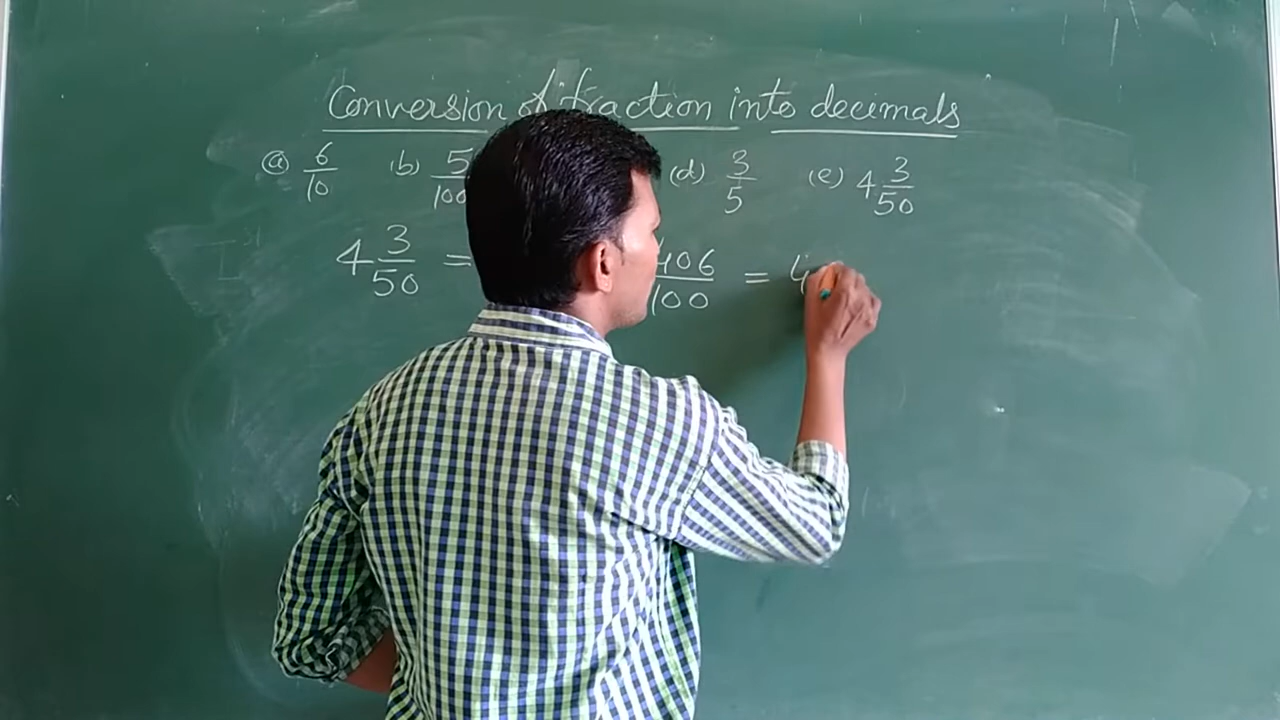 Conversion of fraction into decimals
(a) 6/10 (b) 5/100 (d) 3/5 (e) 4 3/50
4 3/50 = 406/100 = 4